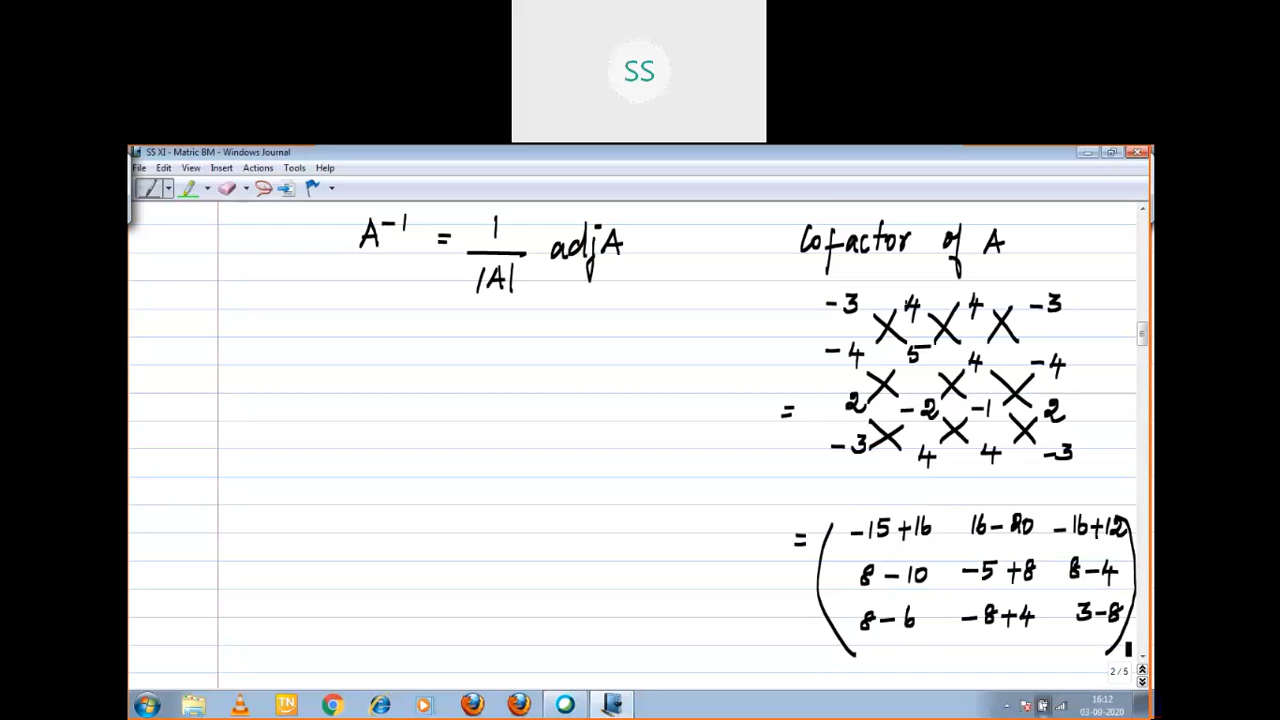 SS
SS XI - Matric BM - Windows Journal
File Edit View Insert Actions Tools Help
A⁻¹ = 1/|A| adj A
Cofactor of A
-3 4 4 -3
-4 5 4 -4
= 2 -2 -1 2
-3 4 4 -3
= ( -15+16 16-20 -16+12
8-10 -5+8 8-4
8-6 -8+4 3-8 )
2/5
TN
16:12
03-09-2020